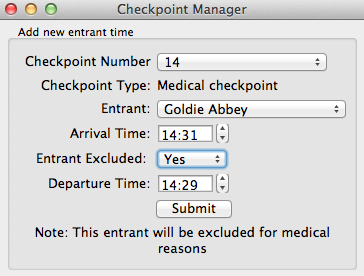 Checkpoint Manager
Add new entrant time
Checkpoint Number 14
Checkpoint Type: Medical checkpoint
Entrant: Goldie Abbey
Arrival Time: 14:31
Entrant Excluded: Yes
Departure Time: 14:29
Submit
Note: This entrant will be excluded for medical
reasons